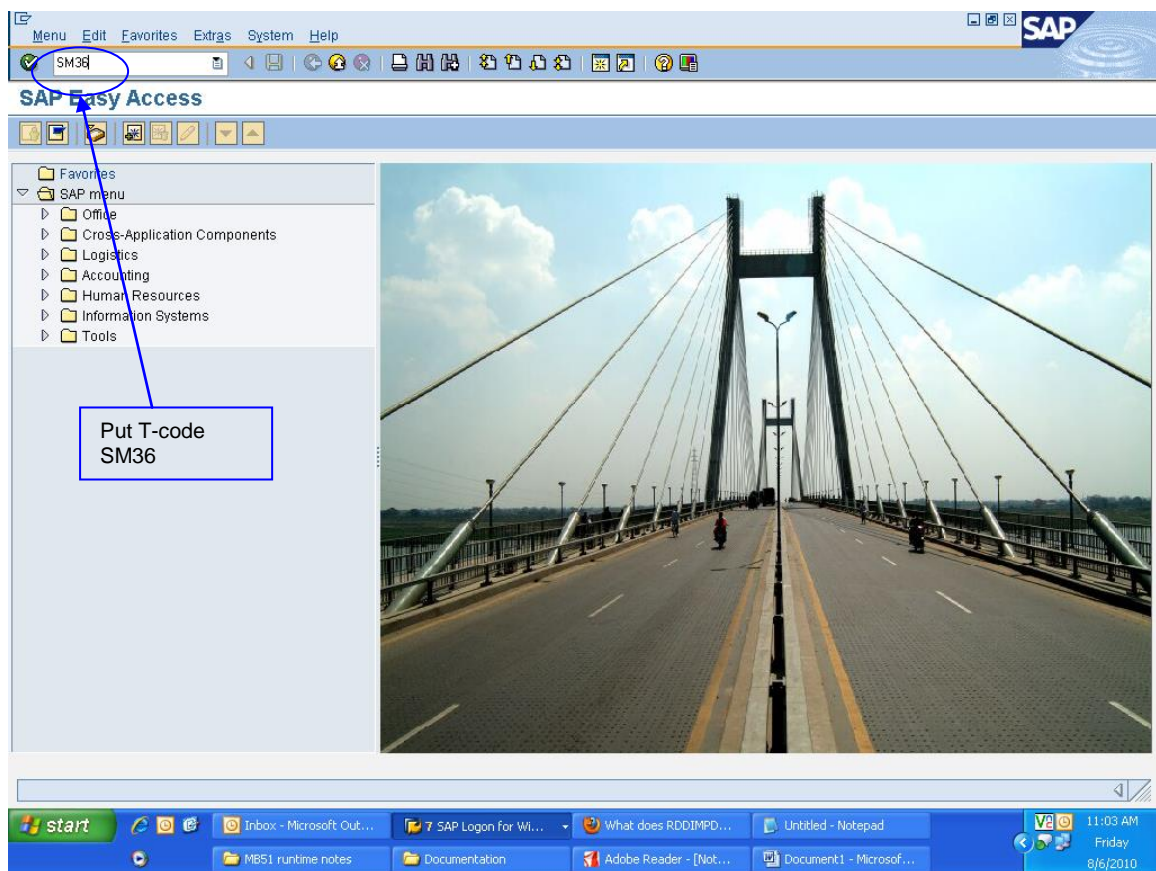 Menu Edit Favorites Extras System Help
SAP
SM36
SAP Easy Access
Favorites
SAP menu
Office
Cross-Application Components
Logistics
Accounting
Human Resources
Information Systems
Tools
Put T-code
SM36
start
Inbox - Microsoft Out...
7 SAP Logon for Wi...
What does RDDIMPD...
Untitled - Notepad
11:03 AM
MB51 runtime notes
Documentation
Adobe Reader - [Not...
Document1 - Microsof...
Friday
8/6/2010